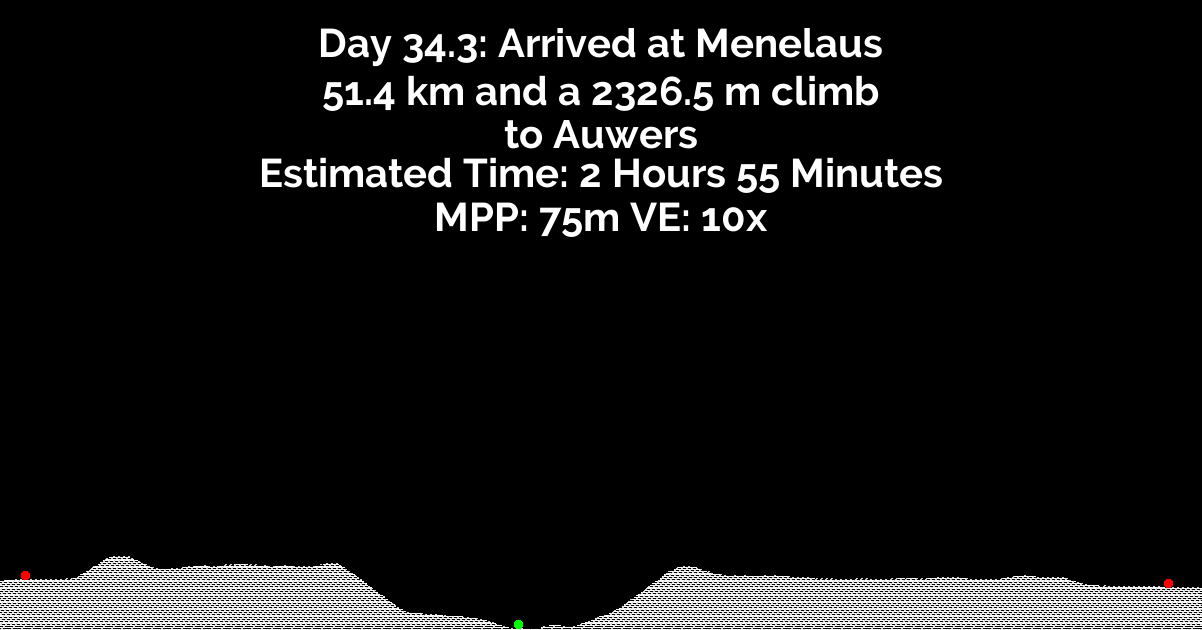 Day 34.3: Arrived at Menelaus
51.4 km and a 2326.5 m climb
to Auwers
Estimated Time: 2 Hours 55 Minutes
MPP: 75m VE: 10x